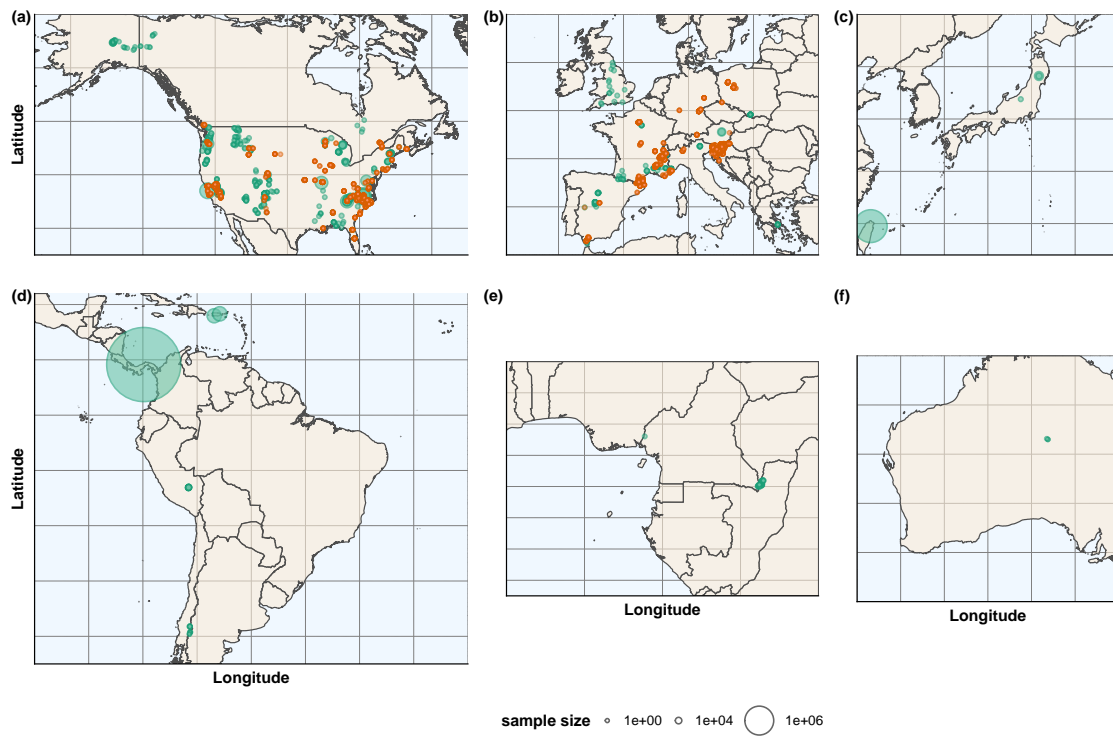 (a)
(b)
(c)
Latitude
(d)
(e)
(f)
Latitude
Longitude
Longitude
Longitude
sample size 1e+00 1e+04 1e+06